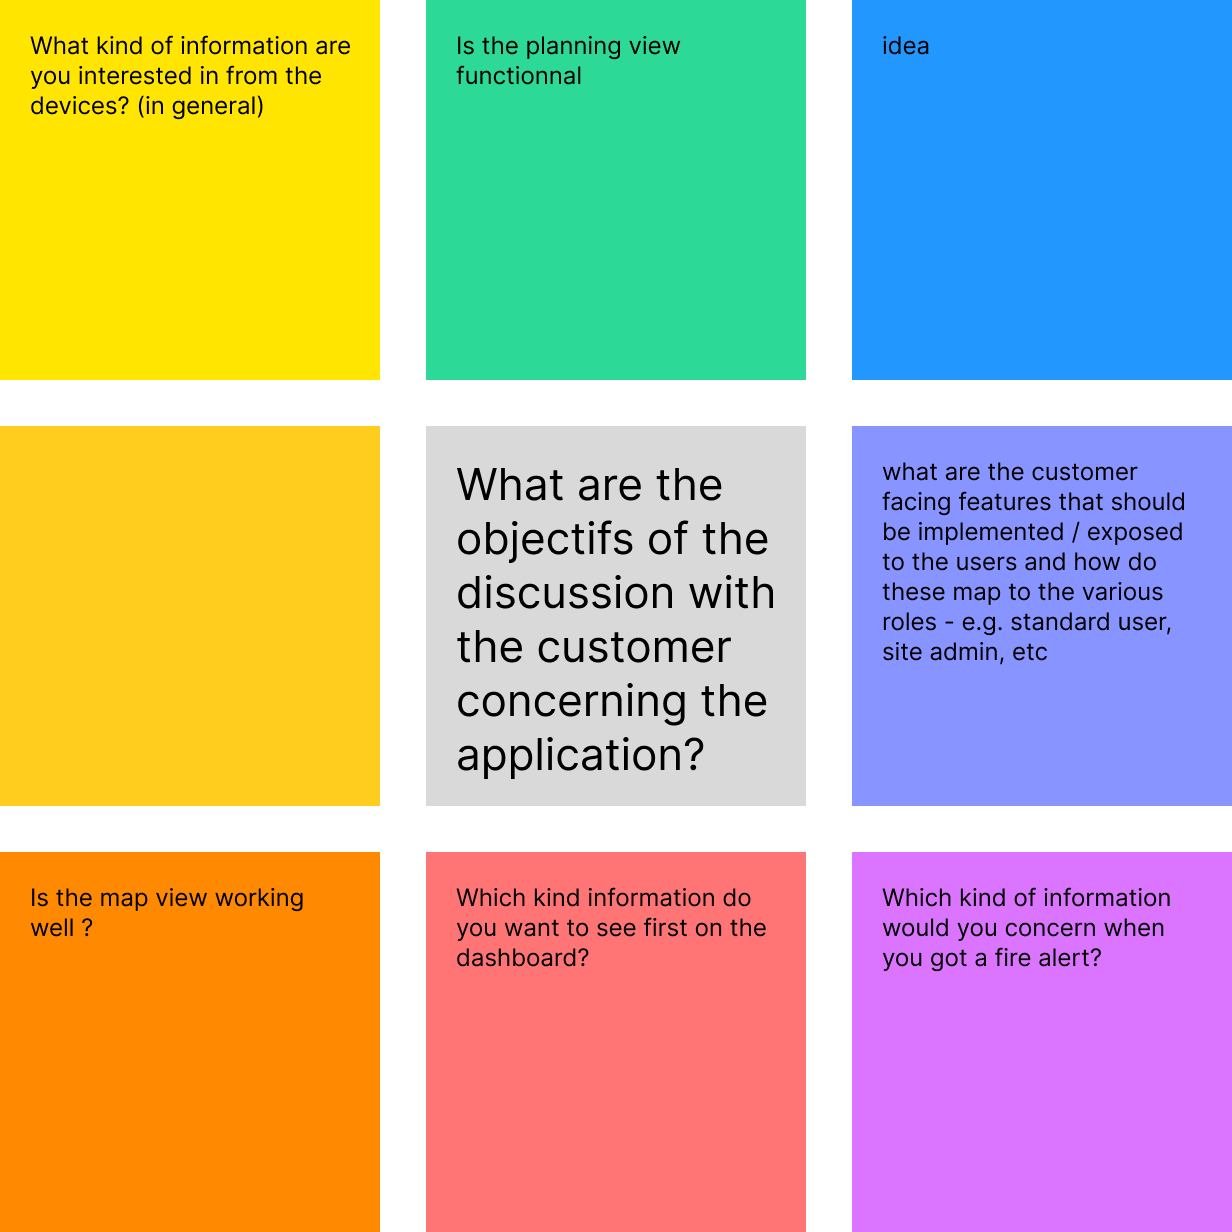 What kind of information are
you interested in from the
devices? (in general)
Is the planning view
functionnal
idea
What are the
objectifs of the
discussion with
the customer
concerning the
application?
what are the customer
facing features that should
be implemented / exposed
to the users and how do
these map to the various
roles - e.g. standard user,
site admin, etc
Is the map view working
well ?
Which kind information do
you want to see first on the
dashboard?
Which kind of information
would you concern when
you got a fire alert?